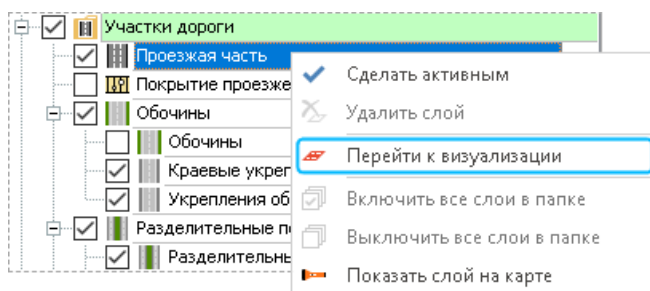 Участки дороги
Проезжая часть
Покрытие проезже
Обочины
Обочины
Краевые укреп
Укрепления об
Разделительные п
Разделительнь
Сделать активным
Удалить слой
Перейти к визуализации
Включить все слои в папке
Выключить все слои в папке
Показать слой на карте